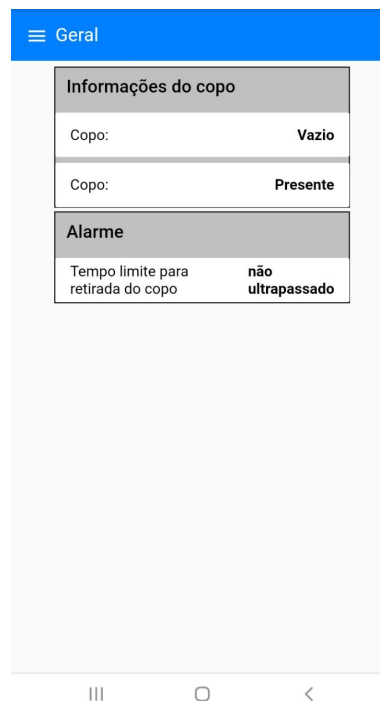 Geral
Informações do copo
Copo: Vazio
Copo: Presente
Alarme
Tempo limite para não
retirada do copo ultrapassado